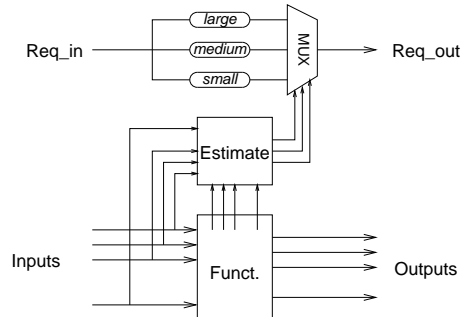 large
Req_in
medium
MUX
Req_out
small
Estimate
Inputs
Funct.
Outputs